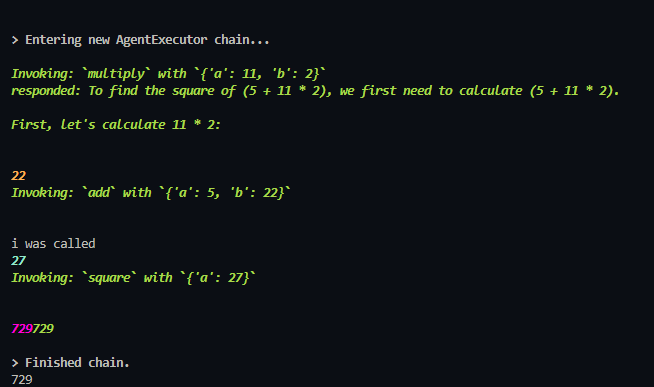 > Entering new AgentExecutor chain...
Invoking: `multiply` with `{'a': 11, 'b': 2}`
responded: To find the square of (5 + 11 * 2), we first need to calculate (5 + 11 * 2).
First, let's calculate 11 * 2:
22
Invoking: `add` with `{'a': 5, 'b': 22}`
i was called
27
Invoking: `square` with `{'a': 27}`
729729
> Finished chain.
729